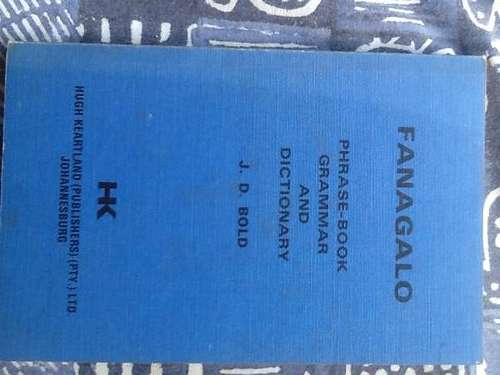 FANAGALO
PHRASE-BOOK
GRAMMAR
AND
DICTIONARY
J. D. BOLD
HK
HUGH KEARTLAND (PUBLISHERS) (PTY.) LTD.
JOHANNESBURG